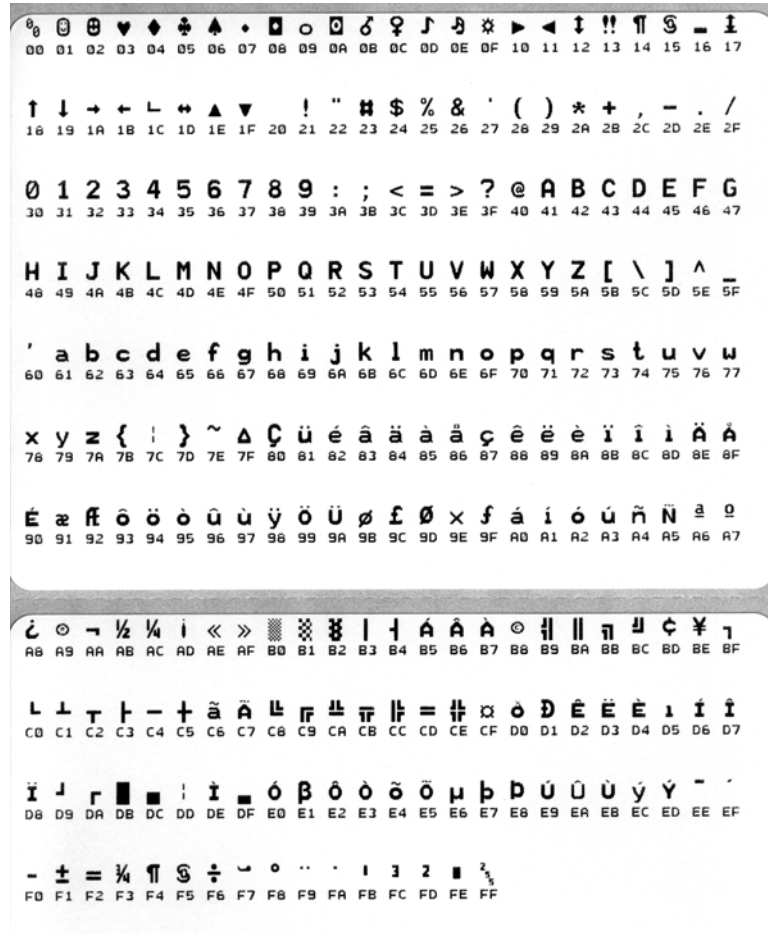 ⁰₀ ☺ ☻ ♥ ♦ ♣ ♠ • ◘ ○ ◙ ♂ ♀ ♪ ♫ ☼ ► ◄ ↕ ‼ ¶ § ▬ ↨
00 01 02 03 04 05 06 07 08 09 0A 0B 0C 0D 0E 0F 10 11 12 13 14 15 16 17
↑ ↓ → ← ∟ ↔ ▲ ▼ ! " # $ % & ' ( ) * + , - . /
18 19 1A 1B 1C 1D 1E 1F 20 21 22 23 24 25 26 27 28 29 2A 2B 2C 2D 2E 2F
0 1 2 3 4 5 6 7 8 9 : ; < = > ? @ A B C D E F G
30 31 32 33 34 35 36 37 38 39 3A 3B 3C 3D 3E 3F 40 41 42 43 44 45 46 47
H I J K L M N O P Q R S T U V W X Y Z [ \ ] ^ _
48 49 4A 4B 4C 4D 4E 4F 50 51 52 53 54 55 56 57 58 59 5A 5B 5C 5D 5E 5F
' a b c d e f g h i j k l m n o p q r s t u v w
60 61 62 63 64 65 66 67 68 69 6A 6B 6C 6D 6E 6F 70 71 72 73 74 75 76 77
x y z { ¦ } ~ ∆ Ç ü é â ä à å ç ê ë è ï î ì Ä Å
78 79 7A 7B 7C 7D 7E 7F 80 81 82 83 84 85 86 87 88 89 8A 8B 8C 8D 8E 8F
É æ Æ ô ö ò û ù ÿ Ö Ü ø £ Ø × ƒ á í ó ú ñ Ñ ª º
90 91 92 93 94 95 96 97 98 99 9A 9B 9C 9D 9E 9F A0 A1 A2 A3 A4 A5 A6 A7
¿ ® ¬ ½ ¼ ¡ « » ░ ▒ ▓ │ ┤ Á Â À © ╣ ║ ╗ ╝ ¢ ¥ ┐
A8 A9 AA AB AC AD AE AF B0 B1 B2 B3 B4 B5 B6 B7 B8 B9 BA BB BC BD BE BF
└ ┴ ┬ ├ ─ ┼ ã Ã ╚ ╔ ╩ ╦ ╠ ═ ╬ ¤ ð Ð Ê Ë È ı Í Î
C0 C1 C2 C3 C4 C5 C6 C7 C8 C9 CA CB CC CD CE CF D0 D1 D2 D3 D4 D5 D6 D7
Ï ┘ ┌ █ ▄ ¦ Ì ▬ Ó β Ô Ò õ Õ µ þ Þ Ú Û Ù ý Ý ¯ ´
D8 D9 DA DB DC DD DE DF E0 E1 E2 E3 E4 E5 E6 E7 E8 E9 EA EB EC ED EE EF
- ± = ¾ ¶ § ÷ ¸ ° ¨ · ı 3 2 ■ ²₅₅
F0 F1 F2 F3 F4 F5 F6 F7 F8 F9 FA FB FC FD FE FF